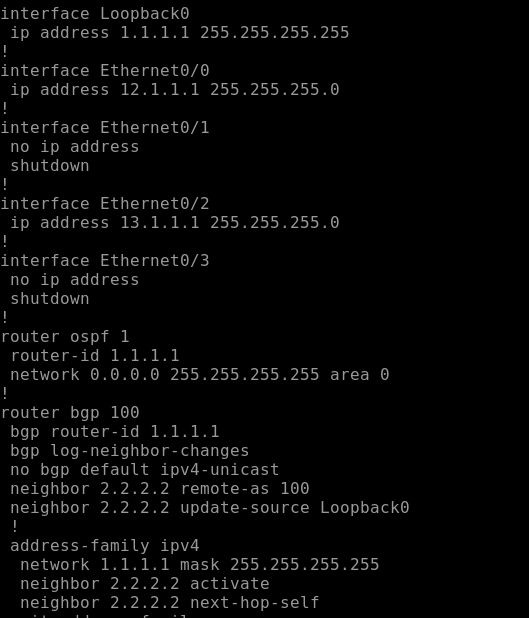 interface Loopback0
 ip address 1.1.1.1 255.255.255.255
!
interface Ethernet0/0
 ip address 12.1.1.1 255.255.255.0
!
interface Ethernet0/1
 no ip address
 shutdown
!
interface Ethernet0/2
 ip address 13.1.1.1 255.255.255.0
!
interface Ethernet0/3
 no ip address
 shutdown
!
router ospf 1
 router-id 1.1.1.1
 network 0.0.0.0 255.255.255.255 area 0
!
router bgp 100
 bgp router-id 1.1.1.1
 bgp log-neighbor-changes
 no bgp default ipv4-unicast
 neighbor 2.2.2.2 remote-as 100
 neighbor 2.2.2.2 update-source Loopback0
 !
 address-family ipv4
  network 1.1.1.1 mask 255.255.255.255
  neighbor 2.2.2.2 activate
  neighbor 2.2.2.2 next-hop-self